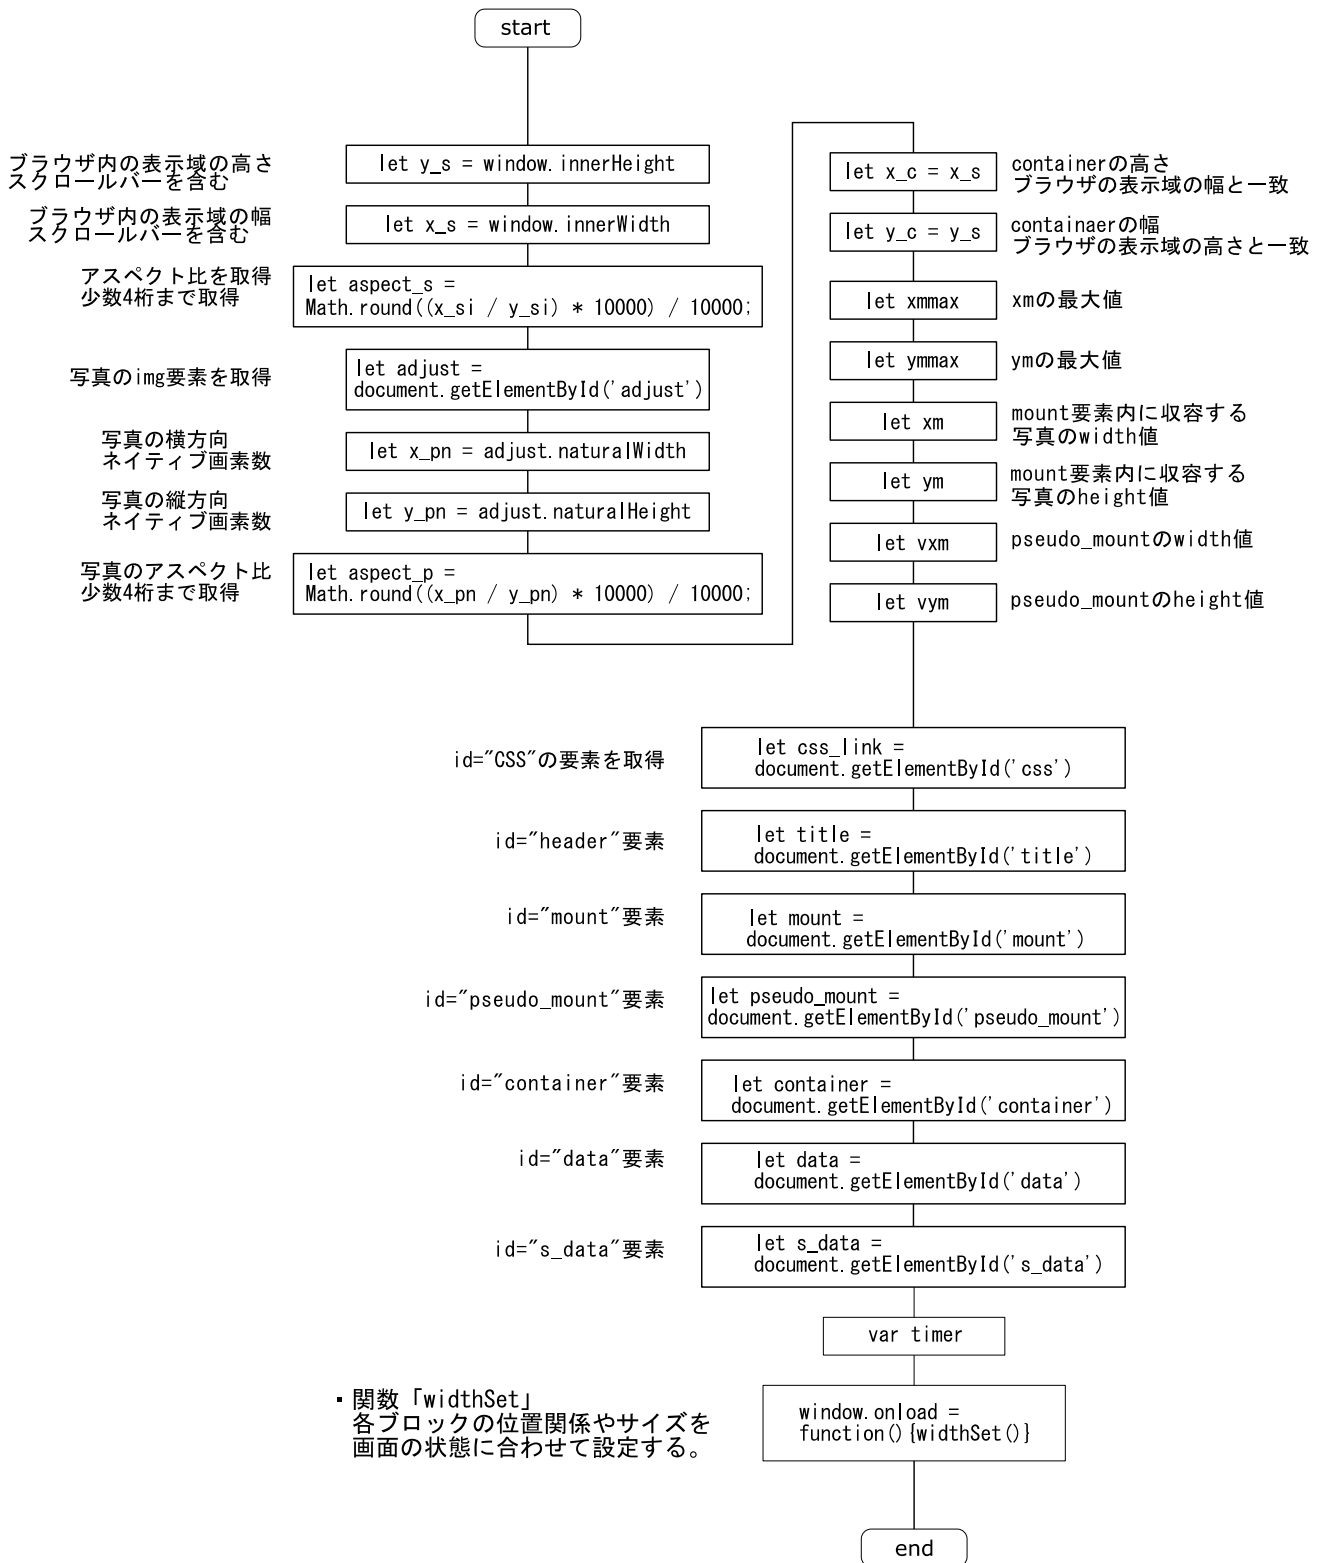 start
ブラウザ内の表示域の高さ
スクロールバーを含む
let y_s = window.innerHeight
ブラウザ内の表示域の幅
スクロールバーを含む
let x_s = window.innerWidth
アスペクト比を取得
少数4桁まで取得
let aspect_s =
Math.round((x_si / y_si) * 10000) / 10000;
写真のimg要素を取得
let adjust =
document.getElementById('adjust')
写真の横方向
ネイティブ画素数
let x_pn = adjust.naturalWidth
写真の縦方向
ネイティブ画素数
let y_pn = adjust.naturalHeight
写真のアスペクト比
少数4桁まで取得
let aspect_p =
Math.round((x_pn / y_pn) * 10000) / 10000;
let x_c = x_s
containerの高さ
ブラウザの表示域の幅と一致
let y_c = y_s
containaerの幅
ブラウザの表示域の高さと一致
let xmmax
xmの最大値
let ymmax
ymの最大値
let xm
mount要素内に収容する
写真のwidth値
let ym
mount要素内に収容する
写真のheight値
let vxm
pseudo_mountのwidth値
let vym
pseudo_mountのheight値
id="CSS"の要素を取得
let css_link =
document.getElementById('css')
id="header"要素
let title =
document.getElementById('title')
id="mount"要素
let mount =
document.getElementById('mount')
id="pseudo_mount"要素
let pseudo_mount =
document.getElementById('pseudo_mount')
id="container"要素
let container =
document.getElementById('container')
id="data"要素
let data =
document.getElementById('data')
id="s_data"要素
let s_data =
document.getElementById('s_data')
var timer
・関数「widthSet」
各ブロックの位置関係やサイズを
画面の状態に合わせて設定する。
window.onload =
function(){widthSet()}
end